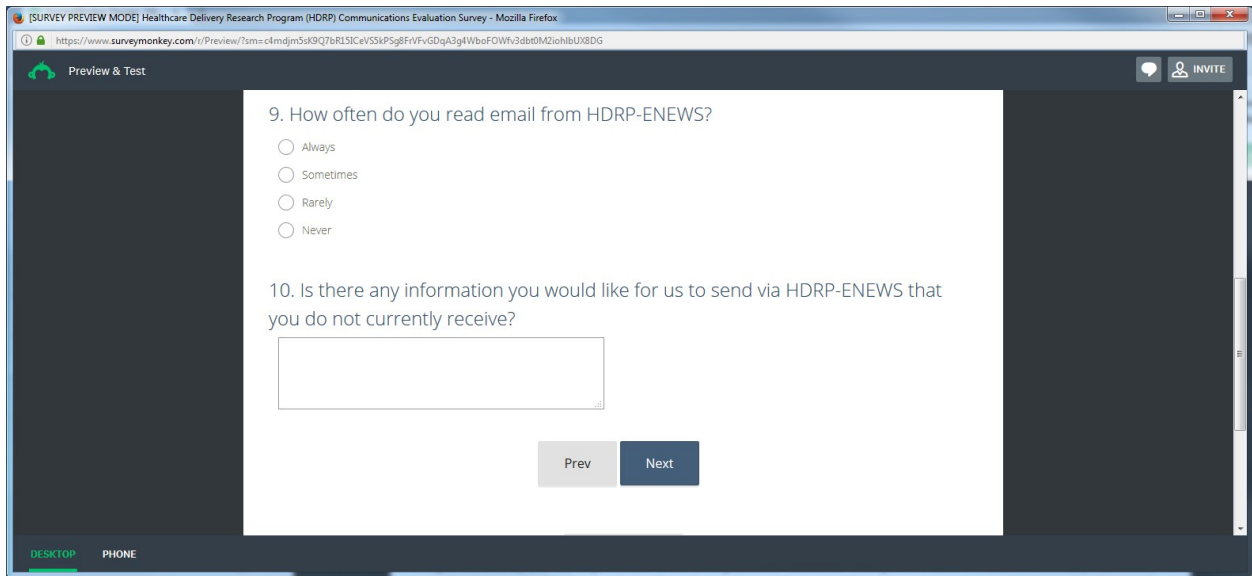 [SURVEY PREVIEW MODE] Healthcare Delivery Research Program (HDRP) Communications Evaluation Survey - Mozilla Firefox
https://www.surveymonkey.com/r/Preview/?sm=c4mdjm5sK9Q7bR15ICeVS5kPSg8FrVFvGDqA3g4WboFOWfv3dbt0M2iohIbUX8DG
Preview & Test
INVITE
9. How often do you read email from HDRP-ENEWS?
Always
Sometimes
Rarely
Never
10. Is there any information you would like for us to send via HDRP-ENEWS that
you do not currently receive?
Prev
Next
DESKTOP
PHONE